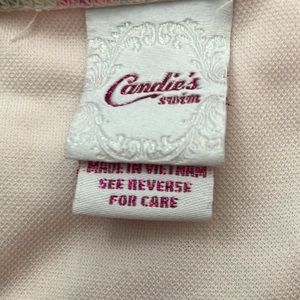 Candie's
swim
MADE IN VIETNAM
SEE REVERSE
FOR CARE